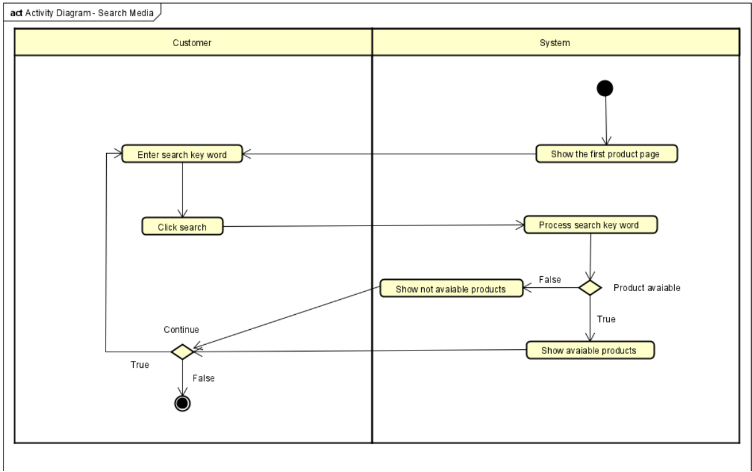 act Activity Diagram - Search Media
Customer
System
Enter search key word
Show the first product page
Click search
Process search key word
False
Product avaiable
Show not avaiable products
True
Continue
Show avaiable products
True
False